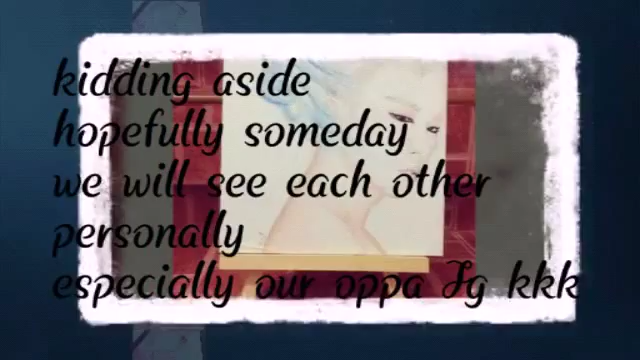 kidding aside
hopefully someday
we will see each other
personally
especially our oppa Jg kkk